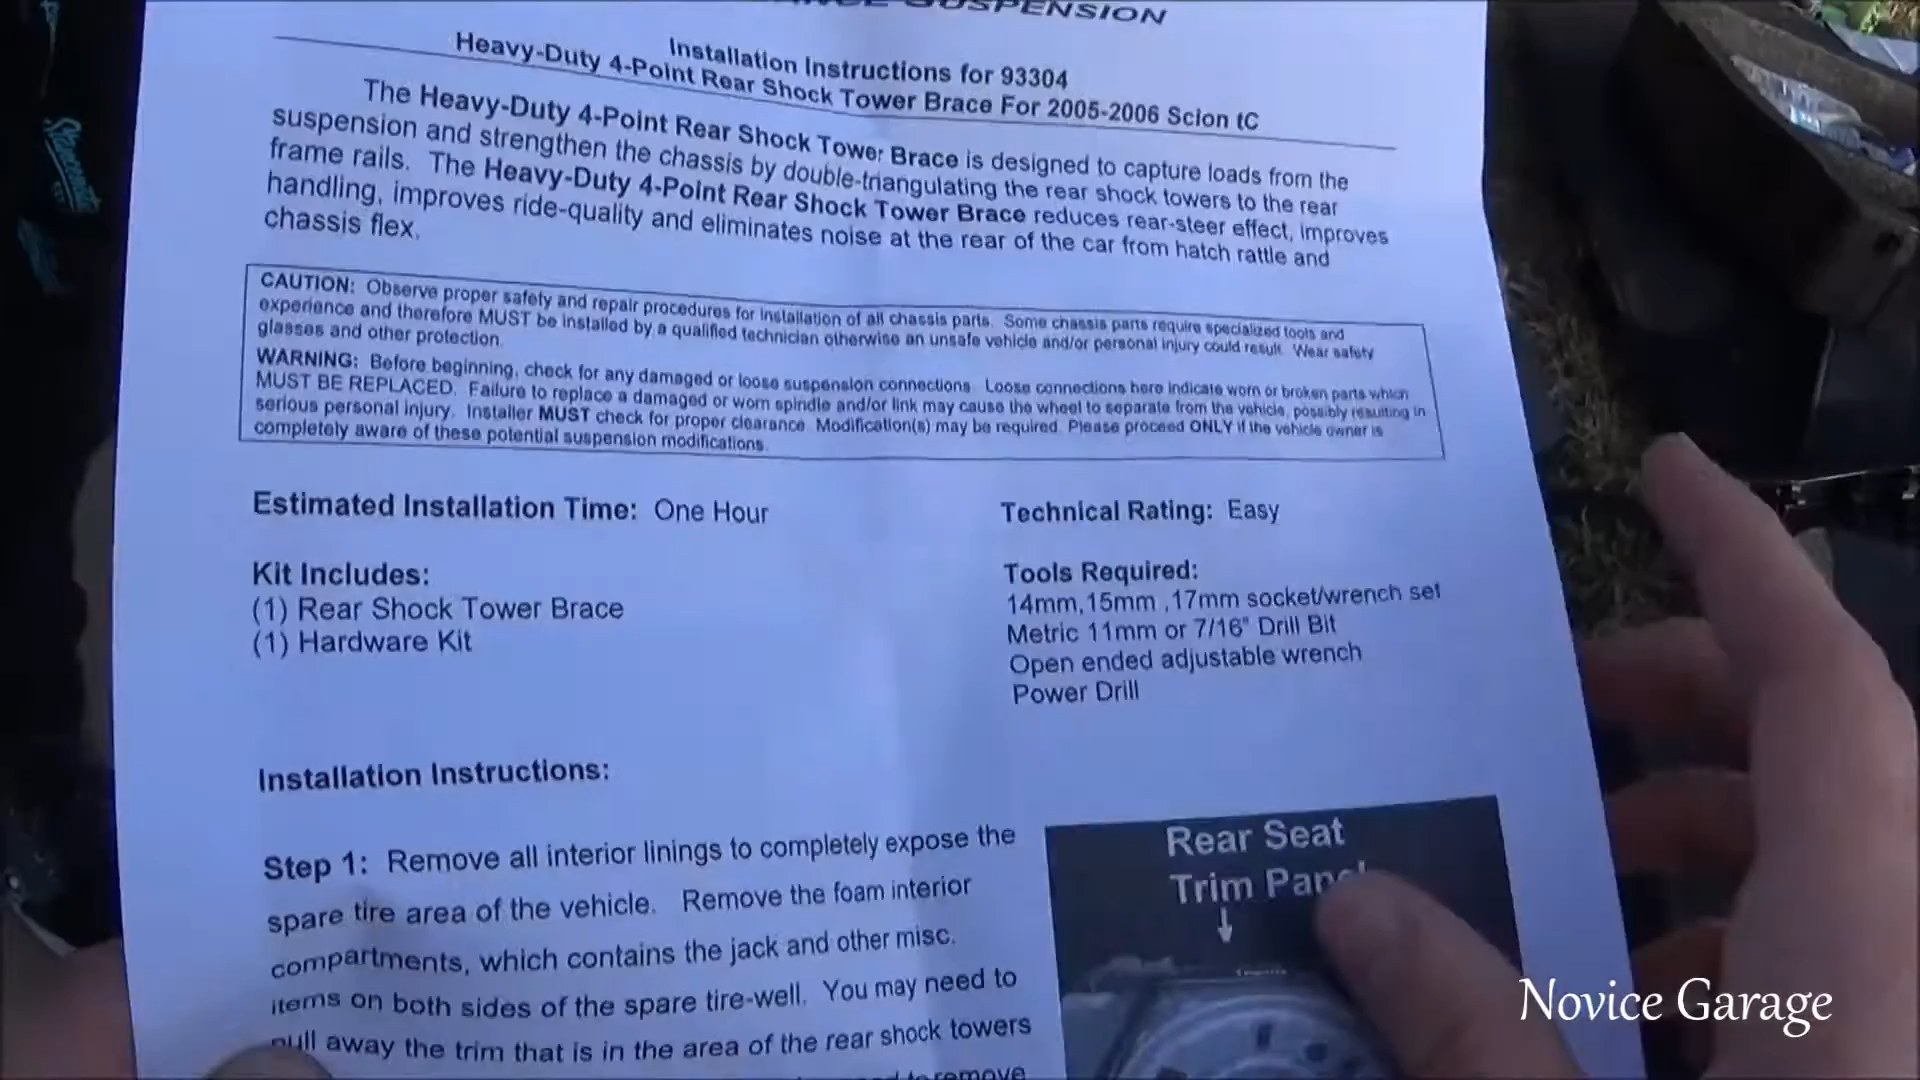 SUSPENSION
Installation Instructions for 93304
Heavy-Duty 4-Point Rear Shock Tower Brace For 2005-2006 Scion tC
The Heavy-Duty 4-Point Rear Shock Tower Brace is designed to capture loads from the
suspension and strengthen the chassis by double-triangulating the rear shock towers to the rear
frame rails. The Heavy-Duty 4-Point Rear Shock Tower Brace reduces rear-steer effect, improves
handling, improves ride-quality and eliminates noise at the rear of the car from hatch rattle and
chassis flex.
CAUTION: Observe proper safety and repair procedures for installation of all chassis parts. Some chassis parts require specialized tools and
experience and therefore MUST be installed by a qualified technician otherwise an unsafe vehicle and/or personal injury could result. Wear safety
glasses and other protection.
WARNING: Before beginning, check for any damaged or loose suspension connections. Loose connections here indicate worn or broken parts which
MUST BE REPLACED. Failure to replace a damaged or worn spindle and/or link may cause the wheel to separate from the vehicle, possibly resulting in
serious personal injury. Installer MUST check for proper clearance. Modification(s) may be required. Please proceed ONLY if the vehicle owner is
completely aware of these potential suspension modifications.
Estimated Installation Time: One Hour
Technical Rating: Easy
Kit Includes:
(1) Rear Shock Tower Brace
(1) Hardware Kit
Tools Required:
14mm,15mm ,17mm socket/wrench set
Metric 11mm or 7/16" Drill Bit
Open ended adjustable wrench
Power Drill
Installation Instructions:
Step 1: Remove all interior linings to completely expose the
spare tire area of the vehicle. Remove the foam interior
compartments, which contains the jack and other misc.
items on both sides of the spare tire-well. You may need to
pull away the trim that is in the area of the rear shock towers
remove
Rear Seat
Trim Panel
Novice Garage